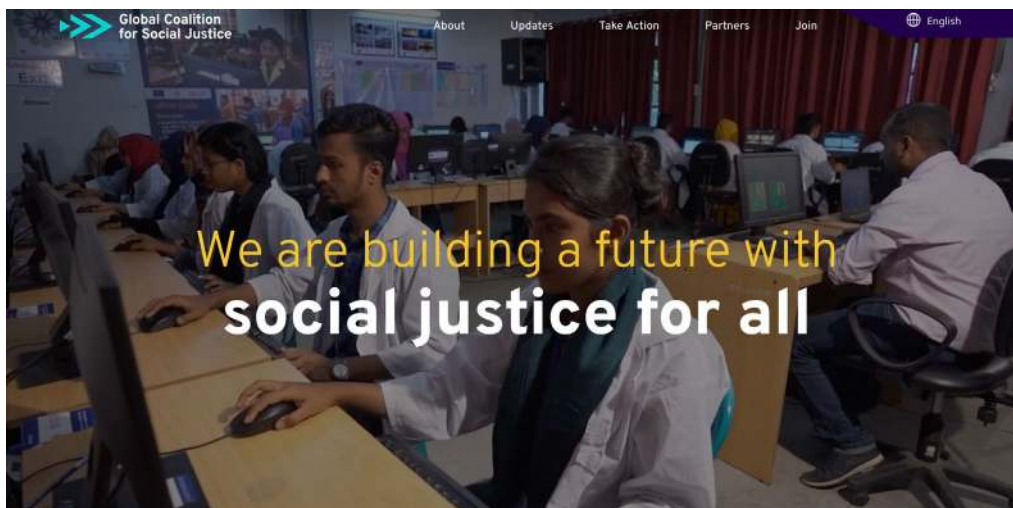 Global Coalition
for Social Justice
About Updates Take Action Partners Join
English
We are building a future with
social justice for all